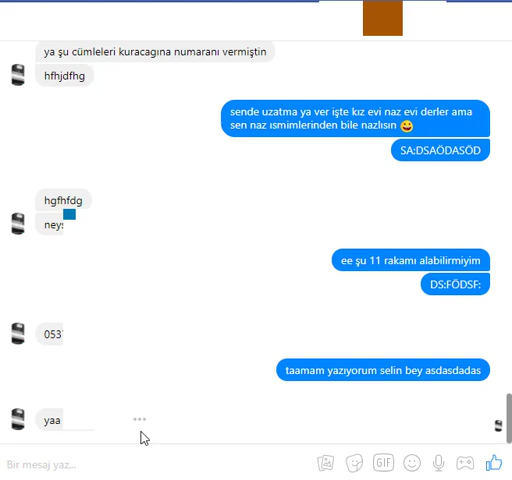 ya şu cümleleri kuracagına numaranı vermiştin
hfhjdfhg
sende uzatma ya ver işte kız evi naz evi derler ama
sen naz ısmimlerinden bile nazlısın 😄
SA:DSAÖDASÖD
hgfhfdg
neys
ee şu 11 rakamı alabilirmiyim
DS:FÖDSF:
053
taamam yazıyorum selin bey asdasdadas
yaa
Bir mesaj yaz...
GIF